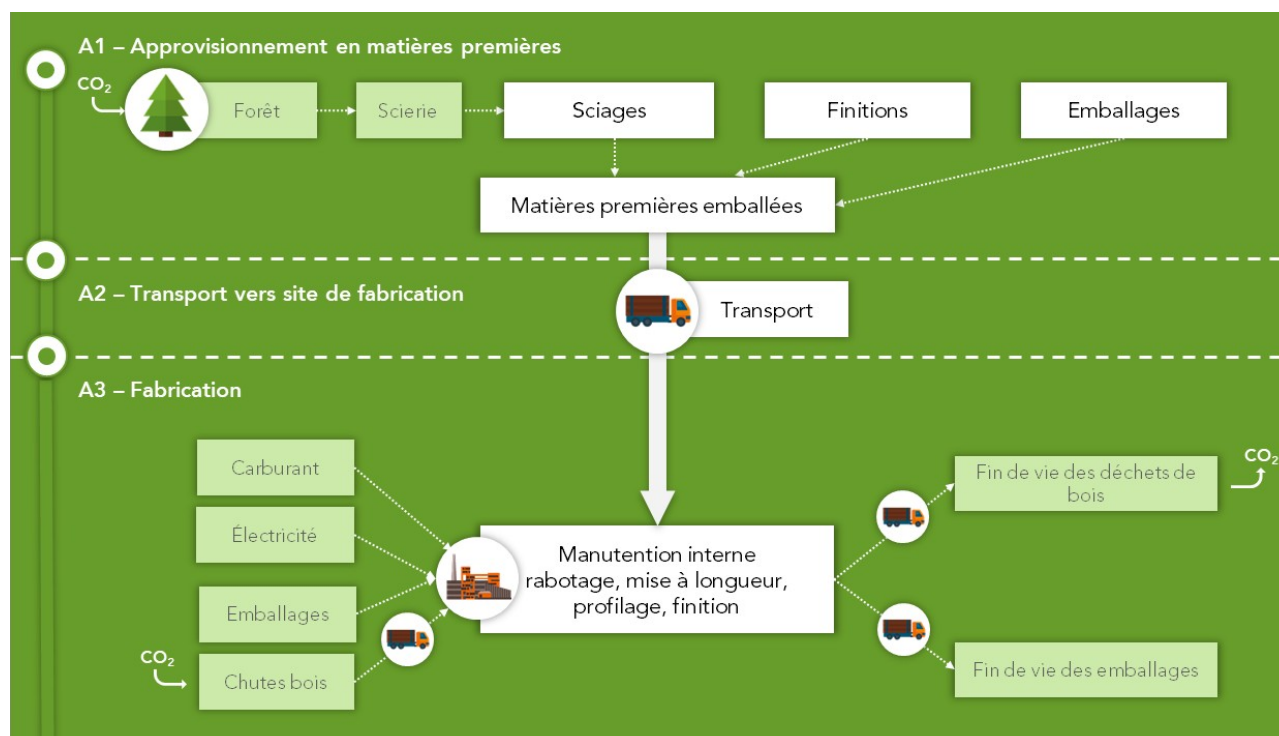 A1 – Approvisionnement en matières premières
CO₂
Forêt
Scierie
Sciages
Finitions
Emballages
Matières premières emballées
A2 – Transport vers site de fabrication
Transport
A3 – Fabrication
Carburant
Électricité
Emballages
CO₂
Chutes bois
Manutention interne
rabotage, mise à longueur,
profilage, finition
Fin de vie des déchets de
bois
CO₂
Fin de vie des emballages